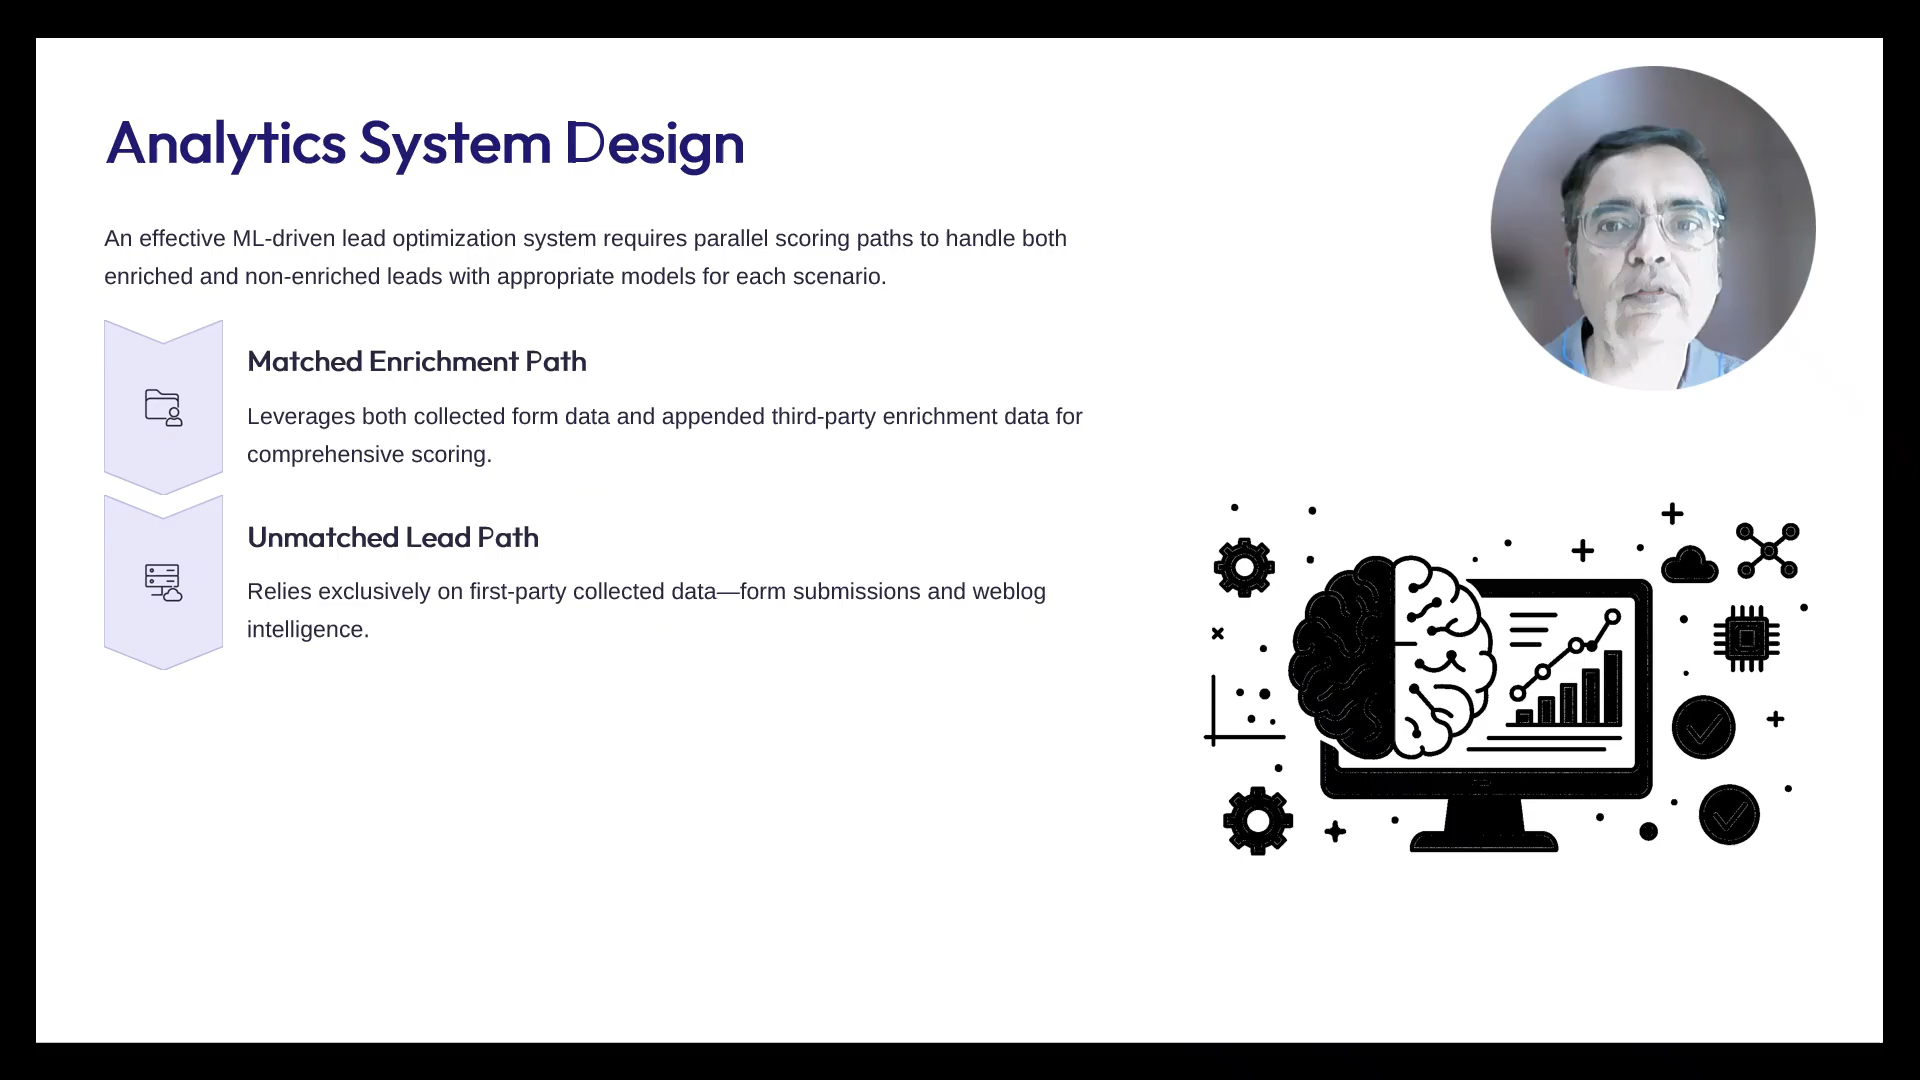 Analytics System Design
An effective ML-driven lead optimization system requires parallel scoring paths to handle both
enriched and non-enriched leads with appropriate models for each scenario.
Matched Enrichment Path
Leverages both collected form data and appended third-party enrichment data for
comprehensive scoring.
Unmatched Lead Path
Relies exclusively on first-party collected data—form submissions and weblog
intelligence.